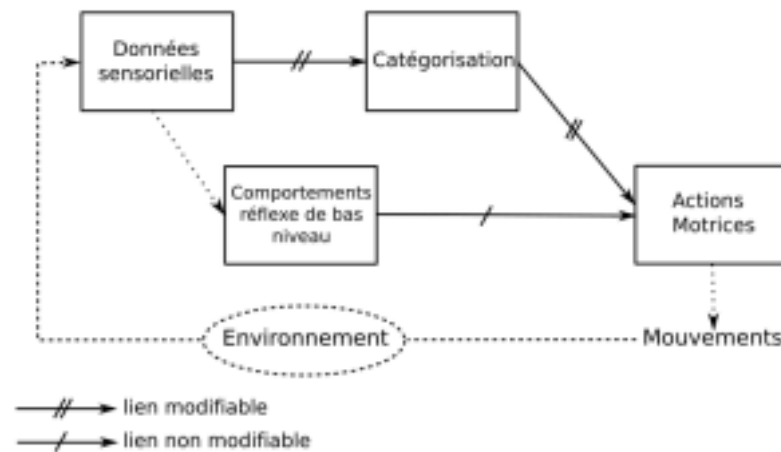 Données
sensorielles
Catégorisation
Comportements
réflexe de bas
niveau
Actions
Motrices
Environnement
Mouvements
lien modifiable
lien non modifiable